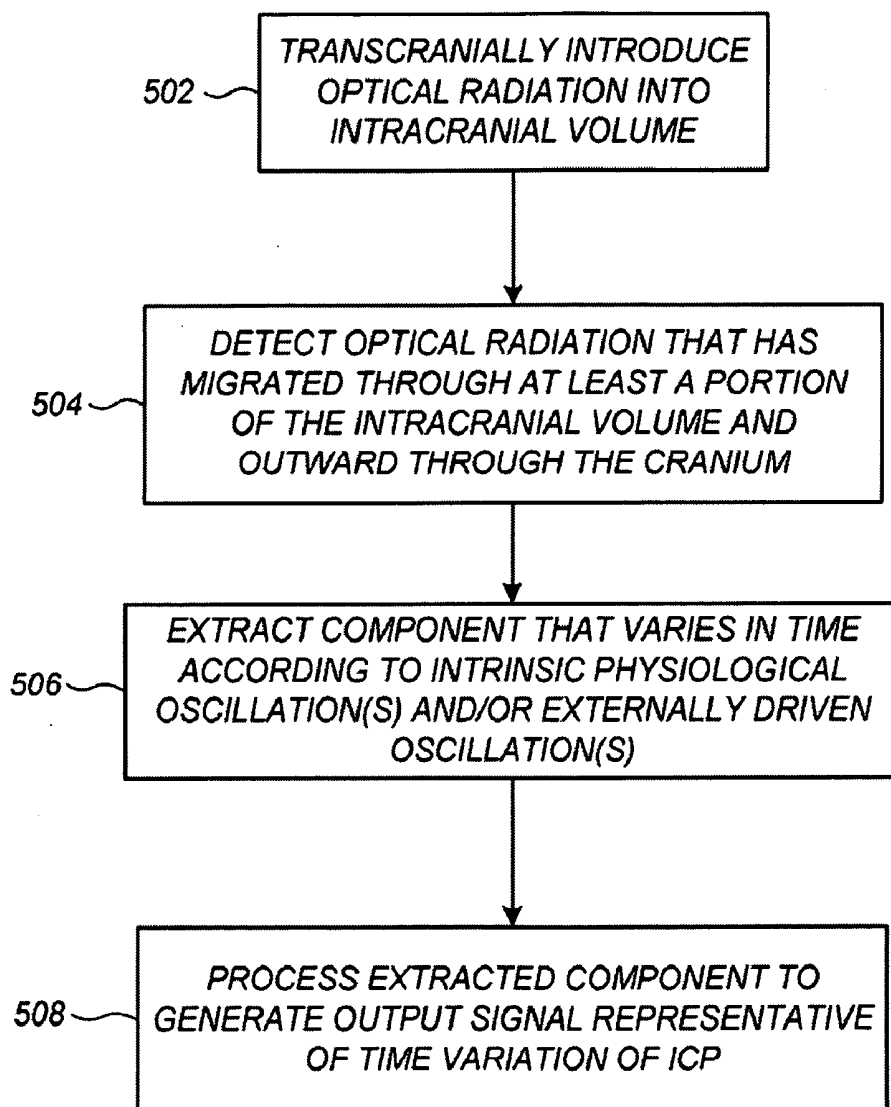 TRANSCRANIALLY INTRODUCE
OPTICAL RADIATION INTO
INTRACRANIAL VOLUME
502
DETECT OPTICAL RADIATION THAT HAS
MIGRATED THROUGH AT LEAST A PORTION
OF THE INTRACRANIAL VOLUME AND
OUTWARD THROUGH THE CRANIUM
504
EXTRACT COMPONENT THAT VARIES IN TIME
ACCORDING TO INTRINSIC PHYSIOLOGICAL
OSCILLATION(S) AND/OR EXTERNALLY DRIVEN
OSCILLATION(S)
506
PROCESS EXTRACTED COMPONENT TO
GENERATE OUTPUT SIGNAL REPRESENTATIVE
OF TIME VARIATION OF ICP
508